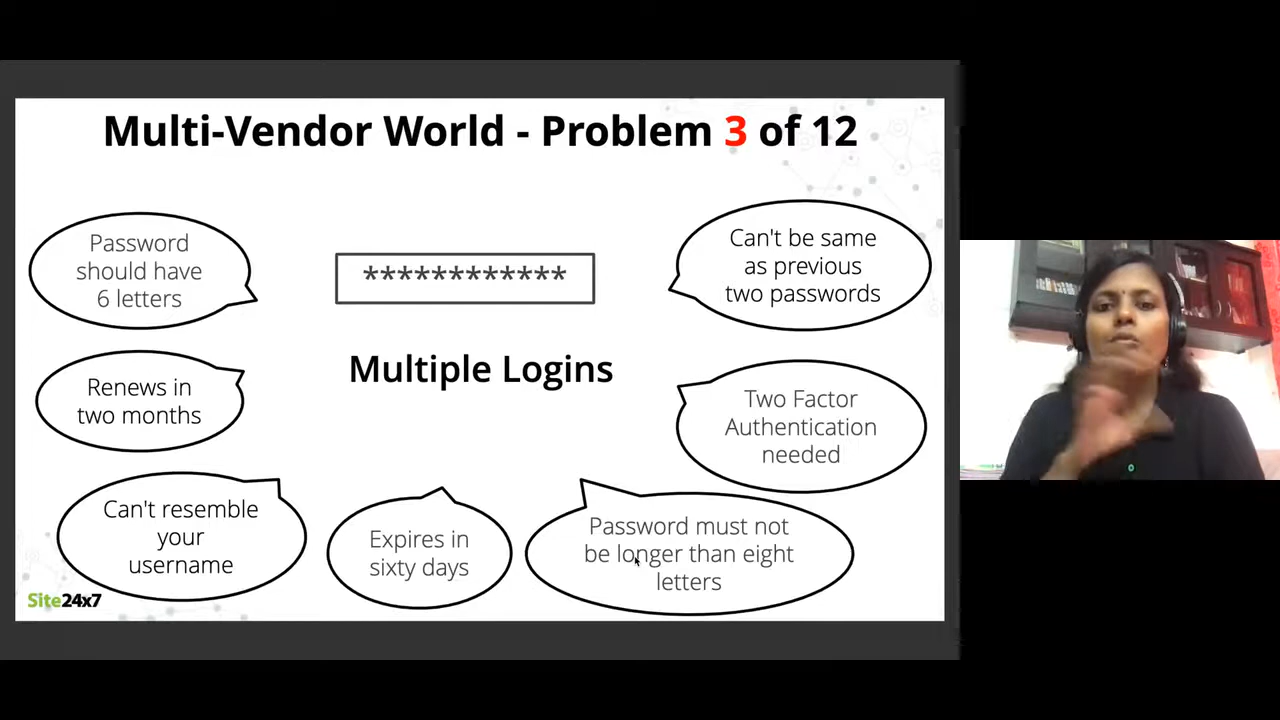 Multi-Vendor World - Problem 3 of 12
Password
should have
6 letters
************
Can't be same
as previous
two passwords
Multiple Logins
Renews in
two months
Two Factor
Authentication
needed
Can't resemble
your
username
Expires in
sixty days
Password must not
be longer than eight
letters
Site24x7